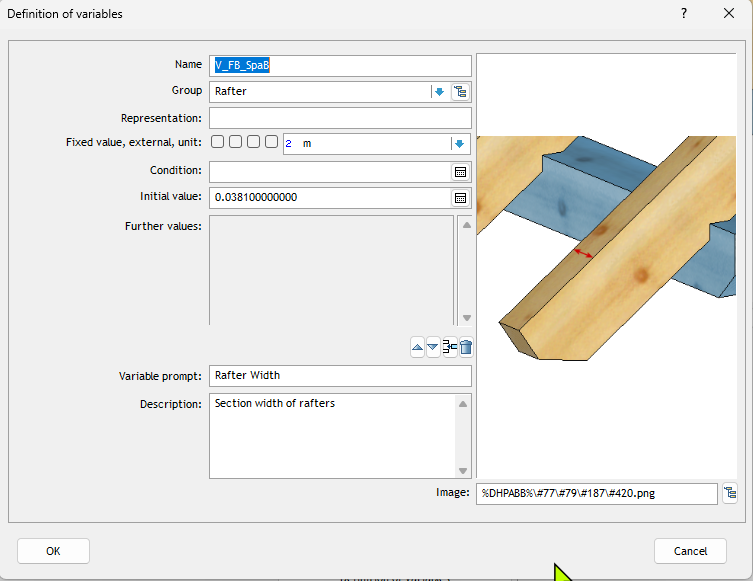 Definition of variables
?
Name
V_FB_SpaB
Group
Rafter
Representation:
Fixed value, external, unit:
2 m
Condition:
Initial value:
0.038100000000
Further values:
Variable prompt:
Rafter Width
Description:
Section width of rafters
Image:
%DHPABB%\#77\#79\#187\#420.png
OK
Cancel